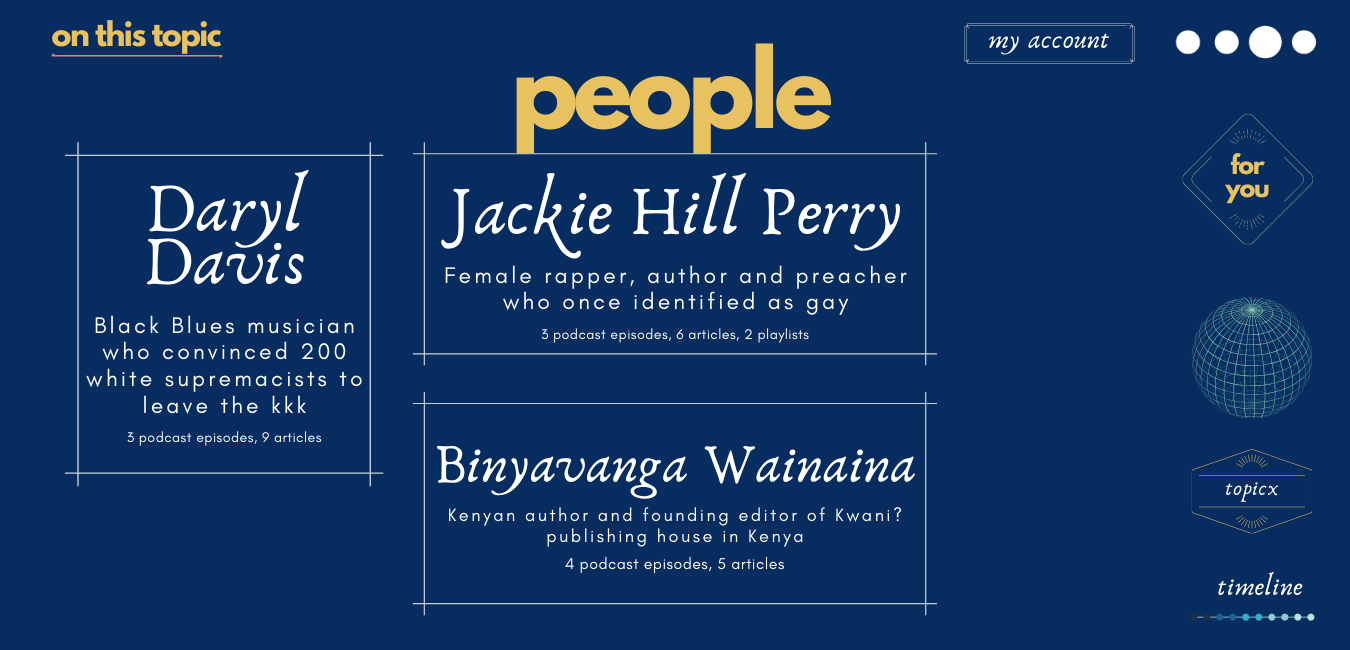 on this topic
my account
people
Daryl
Davis
Black Blues musician
who convinced 200
white supremacists to
leave the kkk
3 podcast episodes, 9 articles
Jackie Hill Perry
Female rapper, author and preacher
who once identified as gay
3 podcast episodes, 6 articles, 2 playlists
Binyavanga Wainaina
Kenyan author and founding editor of Kwani?
publishing house in Kenya
4 podcast episodes, 5 articles
for
you
topicx
timeline